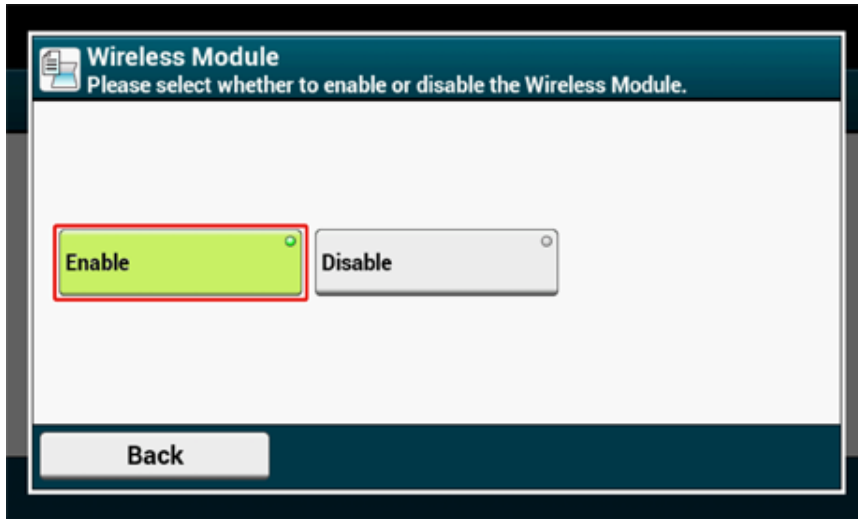 Wireless Module
Please select whether to enable or disable the Wireless Module.
Enable
Disable
Back